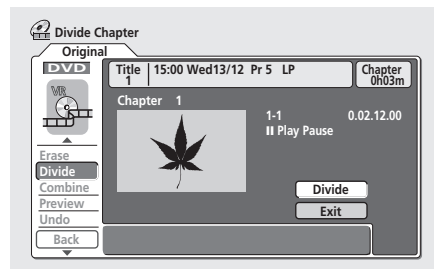 Divide Chapter
Original
DVD
VR
Title 1
15:00 Wed13/12 Pr 5 LP
Chapter 0h03m
Chapter 1
1-1 0.02.12.00
Play Pause
Erase
Divide
Combine
Preview
Undo
Back
Divide
Exit